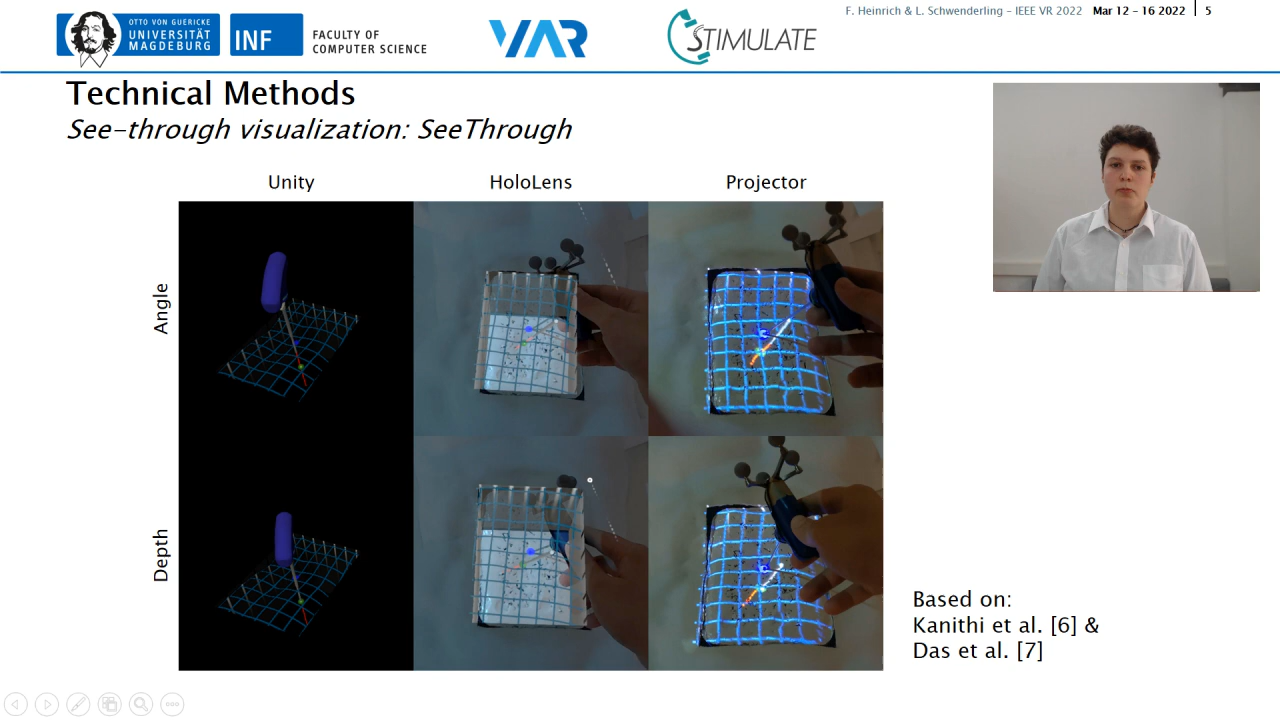 OTTO VON GUERICKE
UNIVERSITÄT
MAGDEBURG
INF
FACULTY OF
COMPUTER SCIENCE
VAR
STIMULATE
F. Heinrich & L. Schwenderling – IEEE VR 2022 Mar 12 – 16 2022 5
Technical Methods
See-through visualization: SeeThrough
Unity HoloLens Projector
Angle
Depth
Based on:
Kanithi et al. [6] &
Das et al. [7]